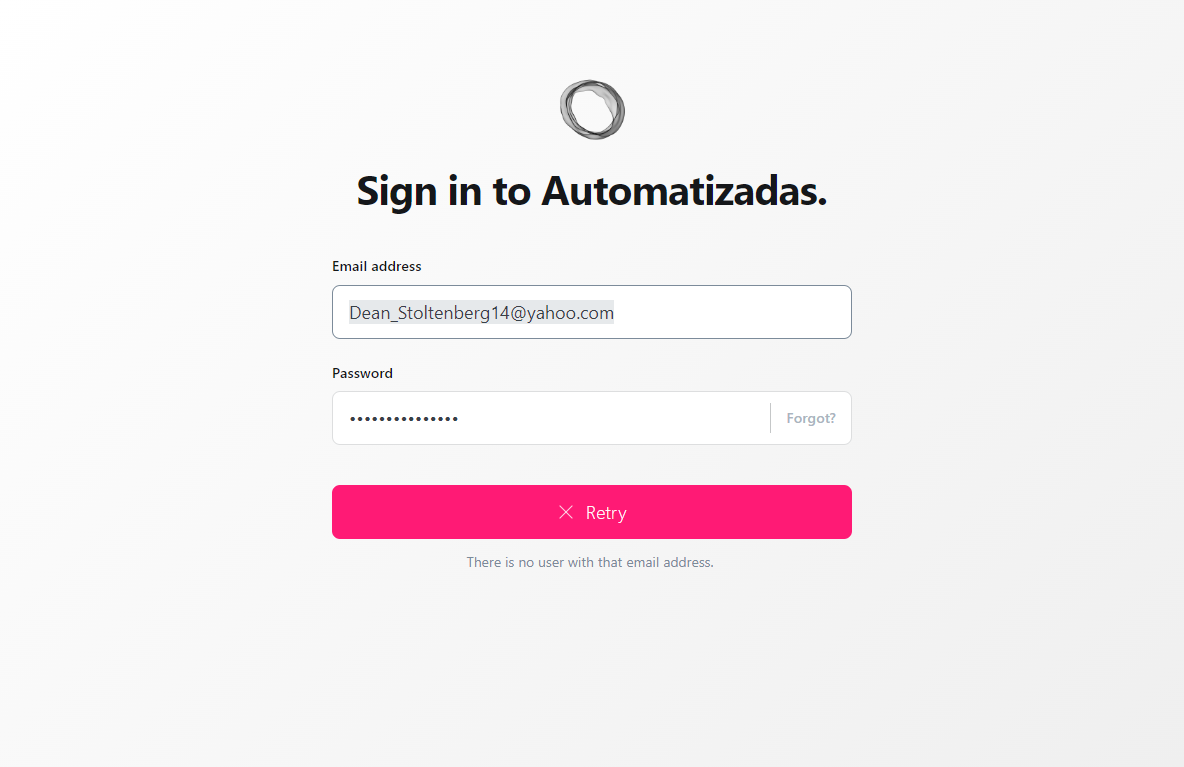 Sign in to Automatizadas.
Email address
Dean_Stoltenberg14@yahoo.com
Password
••••••••••••••• Forgot?
Retry
There is no user with that email address.